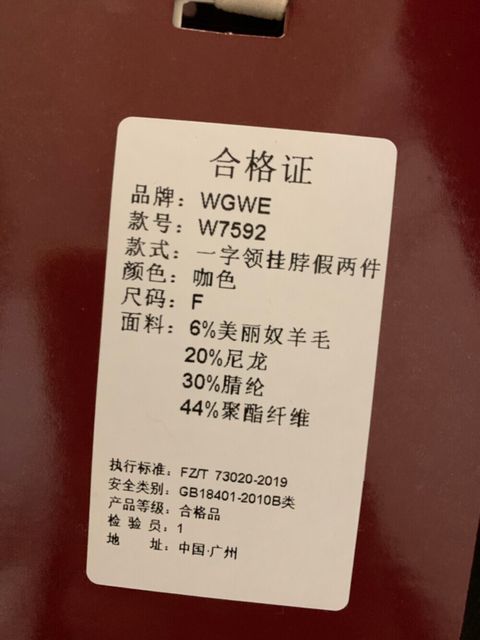 合格证
品牌：WGWE
款号：W7592
款式：一字领挂脖假两件
颜色：咖色
尺码：F
面料：6%美丽奴羊毛
20%尼龙
30%腈纶
44%聚酯纤维
执行标准：FZ/T 73020-2019
安全类别：GB18401-2010B类
产品等级：合格品
检 验 员：1
地 址：中国·广州